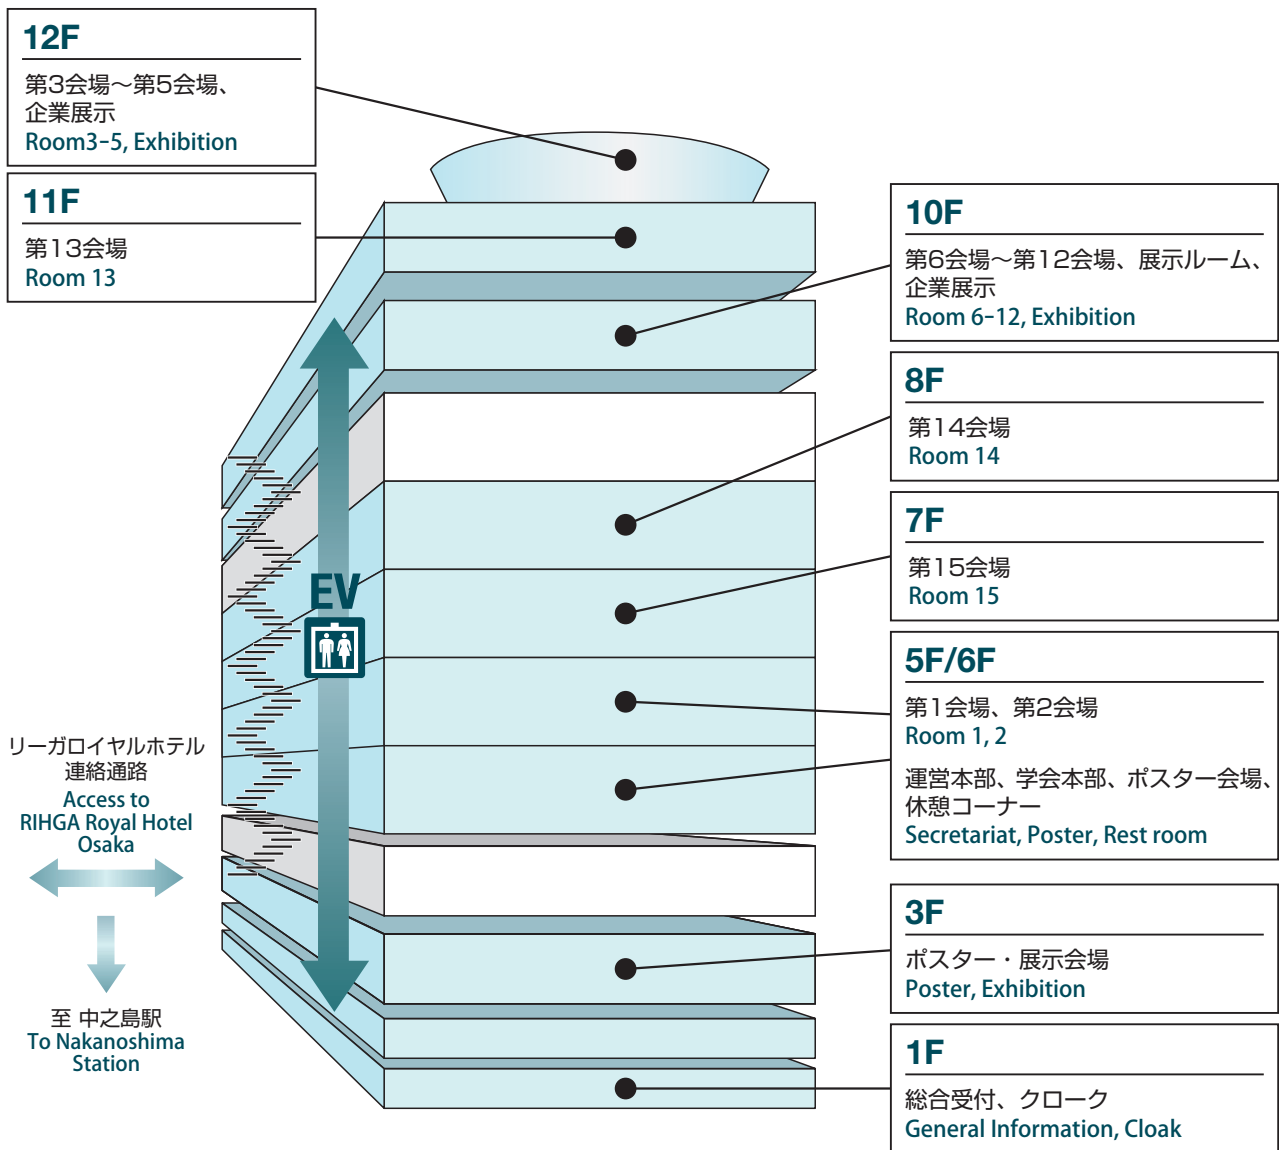 12F
第3会場～第5会場、
企業展示
Room3-5, Exhibition
11F
第13会場
Room 13
10F
第6会場～第12会場、展示ルーム、
企業展示
Room 6-12, Exhibition
8F
第14会場
Room 14
7F
第15会場
Room 15
5F/6F
第1会場、第2会場
Room 1, 2
運営本部、学会本部、ポスター会場、
休憩コーナー
Secretariat, Poster, Rest room
3F
ポスター・展示会場
Poster, Exhibition
1F
総合受付、クローク
General Information, Cloak
EV
リーガロイヤルホテル
連絡通路
Access to
RIHGA Royal Hotel
Osaka
至 中之島駅
To Nakanoshima
Station